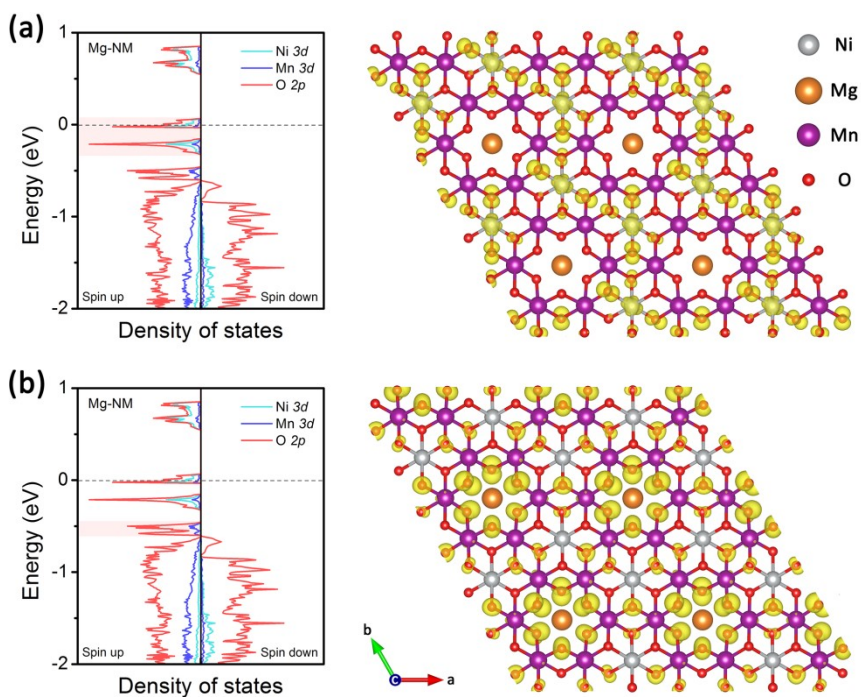 (a)
1
0
-1
-2
Energy (eV)
Mg-NM
Ni 3d
Mn 3d
O 2p
Spin up
Spin down
Density of states
Ni
Mg
Mn
O
(b)
1
0
-1
-2
Energy (eV)
Mg-NM
Ni 3d
Mn 3d
O 2p
Spin up
Spin down
Density of states
b
c
a